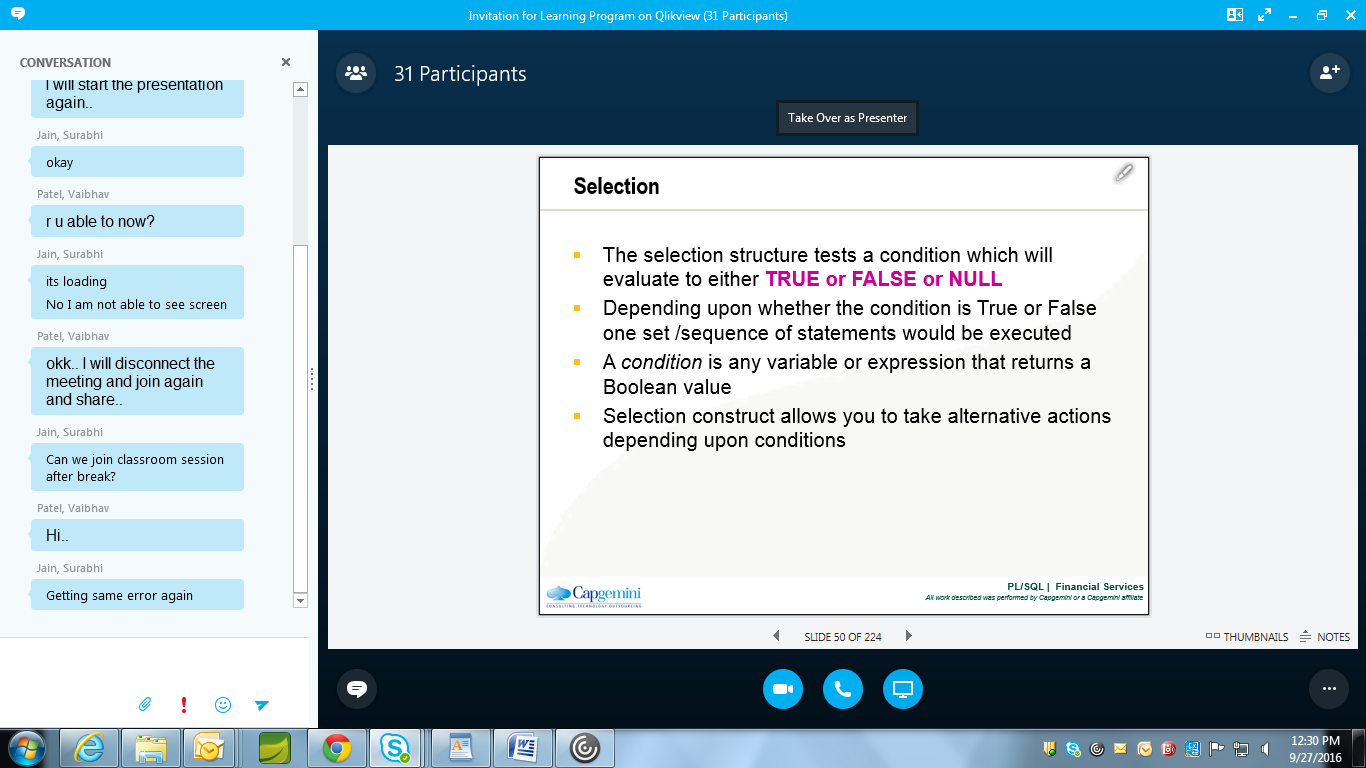 Invitation for Learning Program on Qlikview (31 Participants)
CONVERSATION
I will start the presentation
again..
Jain, Surabhi
okay
Patel, Vaibhav
r u able to now?
Jain, Surabhi
its loading
No I am not able to see screen
Patel, Vaibhav
okk.. I will disconnect the
meeting and join again
and share..
Jain, Surabhi
Can we join classroom session
after break?
Patel, Vaibhav
Hi..
Jain, Surabhi
Getting same error again
31 Participants
Take Over as Presenter
Selection
The selection structure tests a condition which will
evaluate to either TRUE or FALSE or NULL
Depending upon whether the condition is True or False
one set /sequence of statements would be executed
A condition is any variable or expression that returns a
Boolean value
Selection construct allows you to take alternative actions
depending upon conditions
Capgemini
CONSULTING.TECHNOLOGY.OUTSOURCING
PL/SQL | Financial Services
All work described was performed by Capgemini or a Capgemini affiliate
SLIDE 50 OF 224
THUMBNAILS
NOTES
12:30 PM
9/27/2016